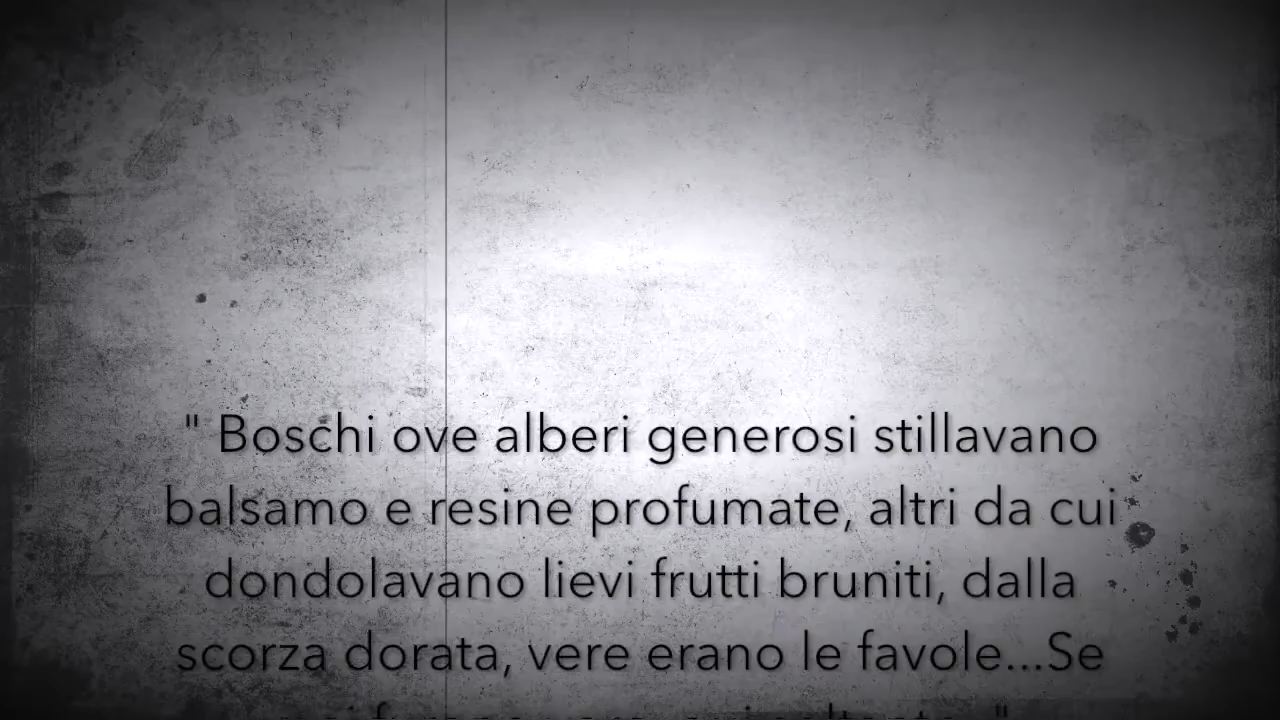 " Boschi ove alberi generosi stillavano
balsamo e resine profumate, altri da cui
dondolavano lievi frutti bruniti, dalla
scorza dorata, vere erano le favole...Se
"